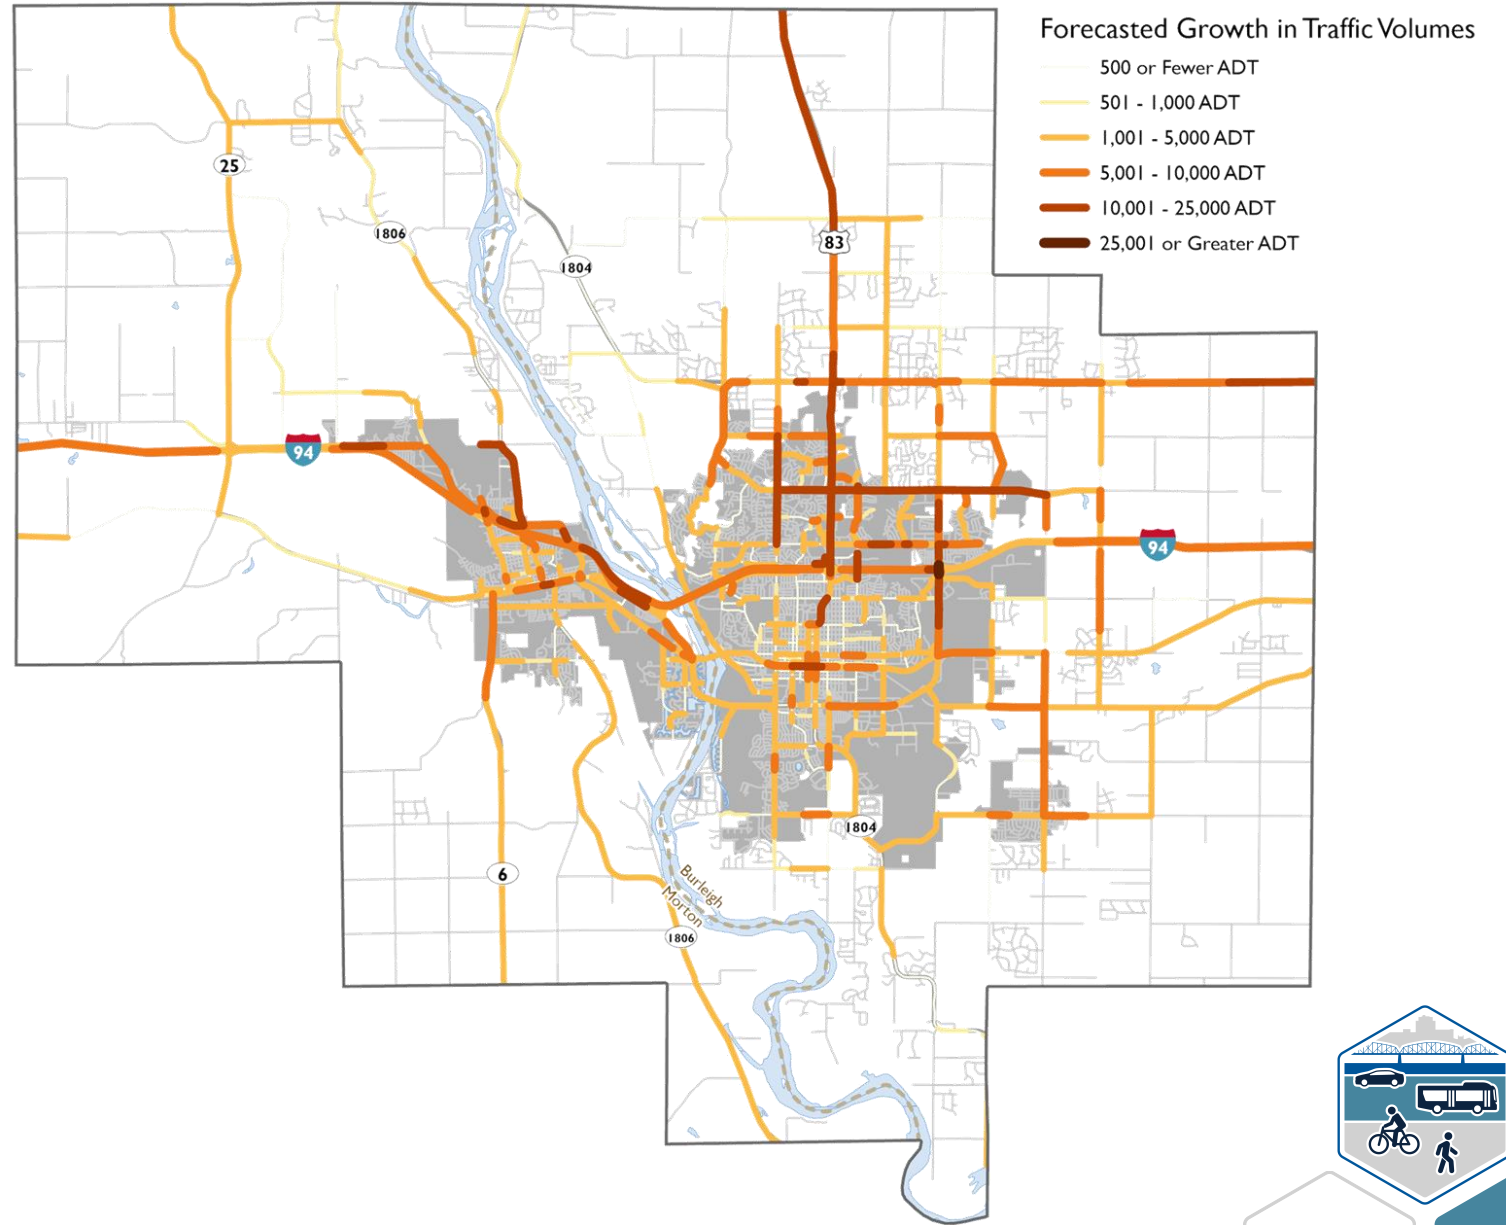 Forecasted Growth in Traffic Volumes
500 or Fewer ADT
501 - 1,000 ADT
1,001 - 5,000 ADT
5,001 - 10,000 ADT
10,001 - 25,000 ADT
25,001 or Greater ADT
25
1806
83
1804
94
94
1804
6
Burleigh
Morton
1806